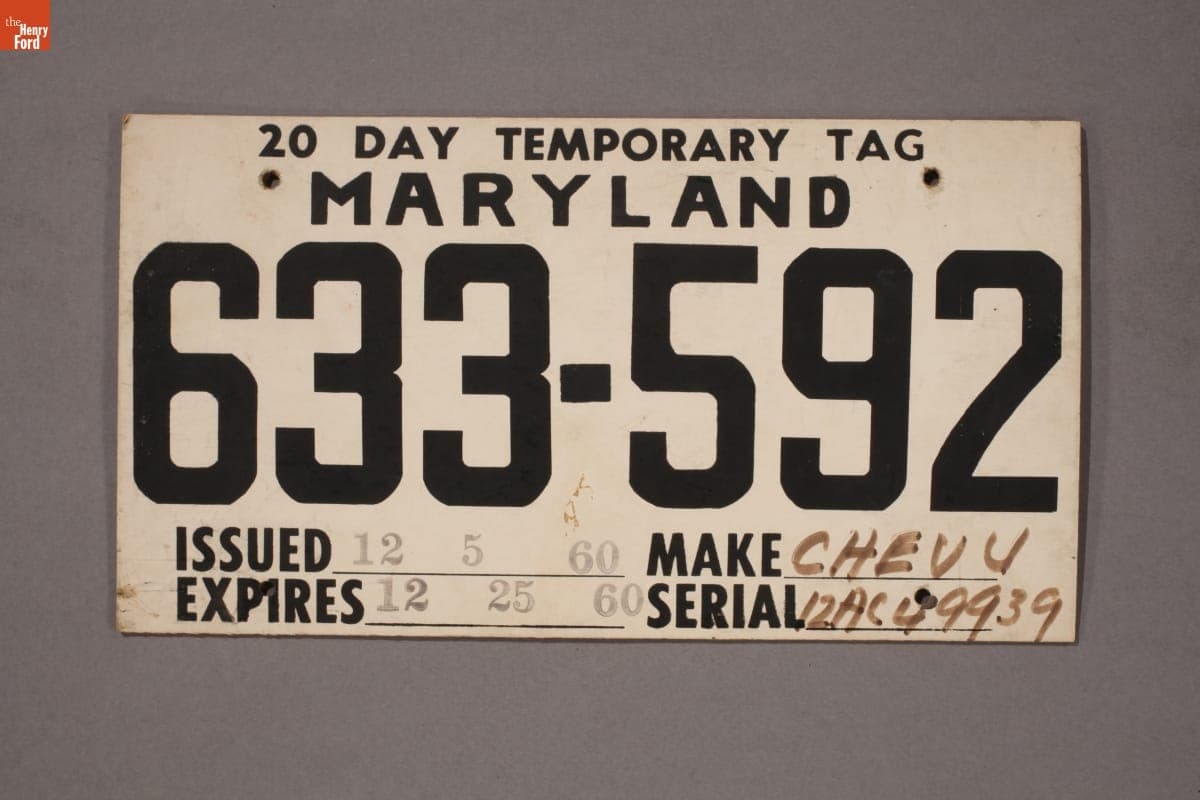 the
Henry
Ford
20 DAY TEMPORARY TAG
MARYLAND
633-592
ISSUED 12 5 60 MAKE CHEVY
EXPIRES 12 25 60 SERIAL 12AC49939